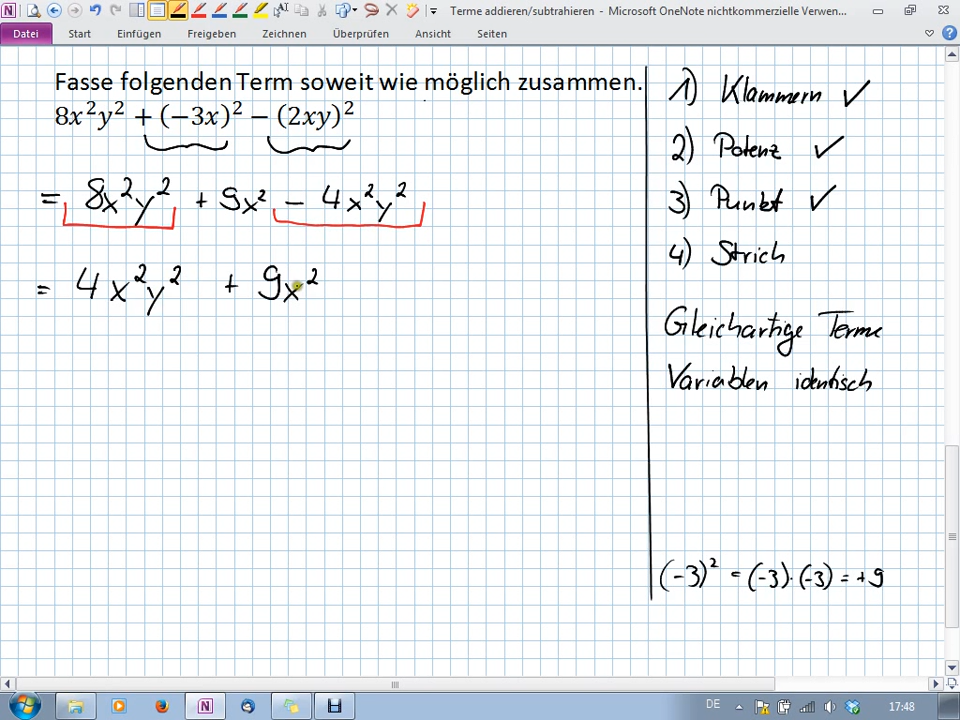 Terme addieren/subtrahieren - Microsoft OneNote nichtkommerzielle Verwen...
Datei Start Einfügen Freigeben Zeichnen Überprüfen Ansicht Seiten
Fasse folgenden Term soweit wie möglich zusammen.
8x²y² + (−3x)² − (2xy)²
= 8x²y² + 9x² − 4x²y²
= 4x²y² + 9x²
1) Klammern ✓
2) Potenz ✓
3) Punkt ✓
4) Strich
Gleichartige Terme
Variablen identisch
(-3)² = (-3)·(-3) = +9
DE 17:48